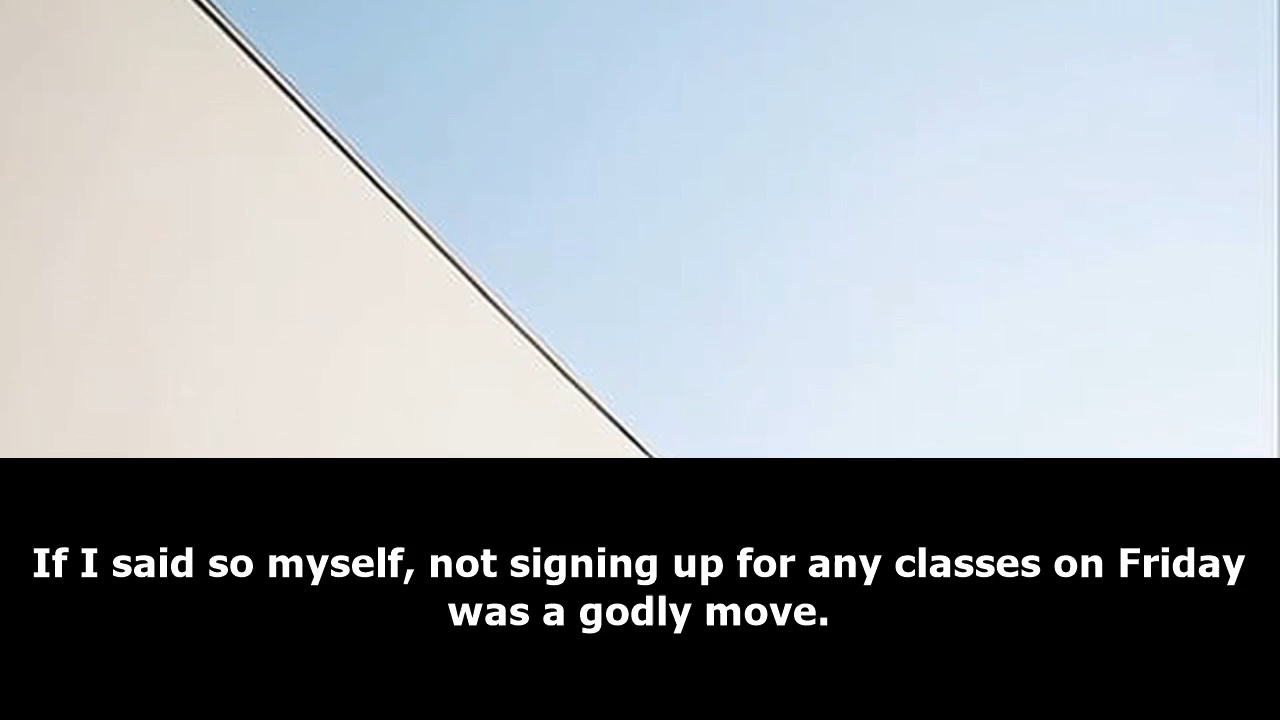 If I said so myself, not signing up for any classes on Friday
was a godly move.